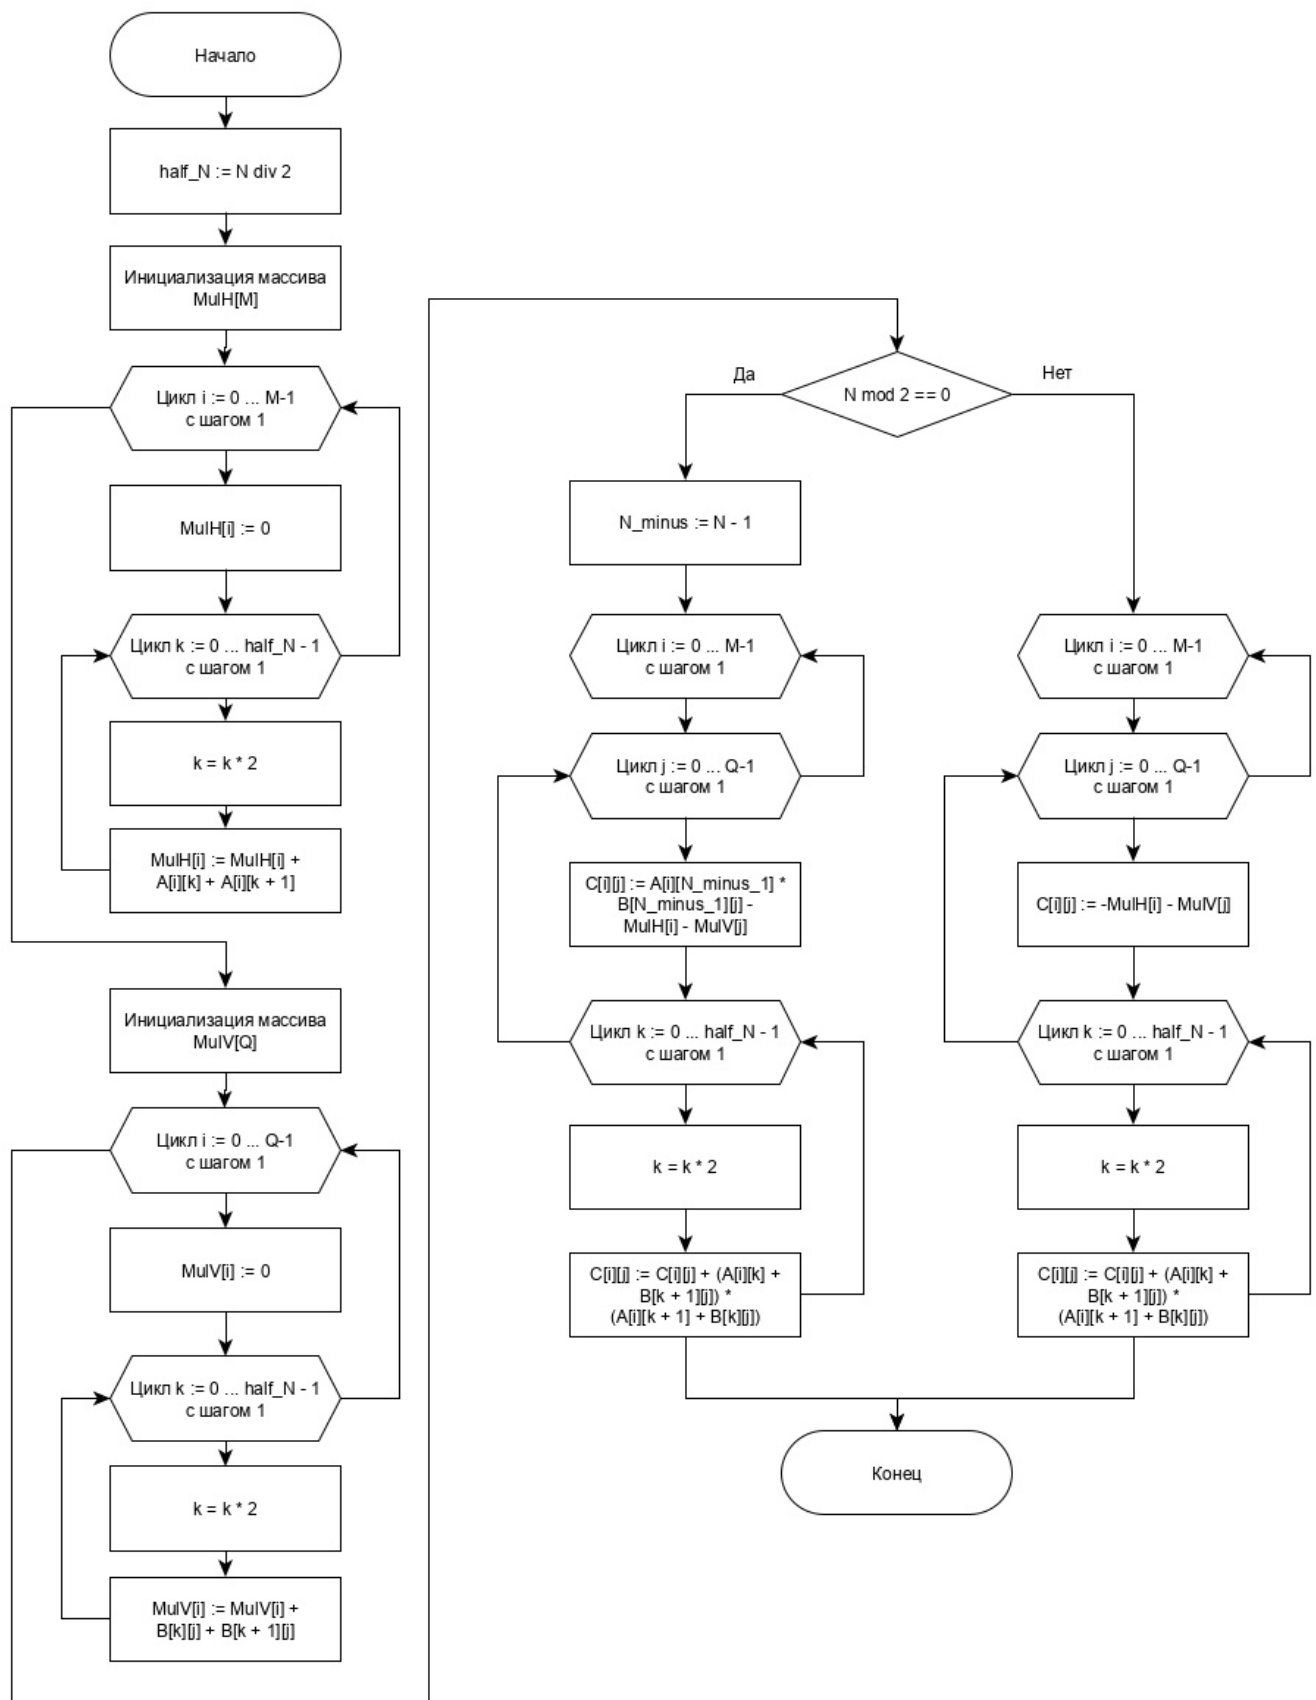 Начало
half_N := N div 2
Инициализация массива
MulH[M]
Цикл i := 0 ... M-1
с шагом 1
MulH[i] := 0
Цикл k := 0 ... half_N - 1
с шагом 1
k = k * 2
MulH[i] := MulH[i] +
A[i][k] + A[i][k + 1]
Инициализация массива
MulV[Q]
Цикл i := 0 ... Q-1
с шагом 1
MulV[i] := 0
Цикл k := 0 ... half_N - 1
с шагом 1
k = k * 2
MulV[i] := MulV[i] +
B[k][j] + B[k + 1][j]
N mod 2 == 0
Да
Нет
N_minus := N - 1
Цикл i := 0 ... M-1
с шагом 1
Цикл j := 0 ... Q-1
с шагом 1
C[i][j] := A[i][N_minus_1] *
B[N_minus_1][j] -
MulH[i] - MulV[j]
Цикл k := 0 ... half_N - 1
с шагом 1
k = k * 2
C[i][j] := C[i][j] + (A[i][k] +
B[k + 1][j]) *
(A[i][k + 1] + B[k][j])
Цикл i := 0 ... M-1
с шагом 1
Цикл j := 0 ... Q-1
с шагом 1
C[i][j] := -MulH[i] - MulV[j]
Цикл k := 0 ... half_N - 1
с шагом 1
k = k * 2
C[i][j] := C[i][j] + (A[i][k] +
B[k + 1][j]) *
(A[i][k + 1] + B[k][j])
Конец